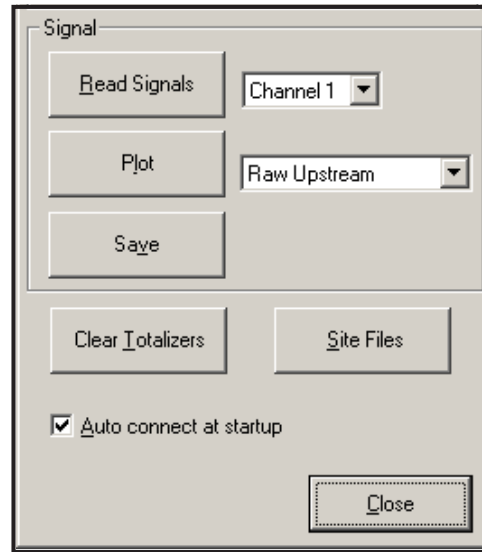 Signal
Read Signals
Channel 1
Plot
Raw Upstream
Save
Clear Totalizers
Site Files
Auto connect at startup
Close